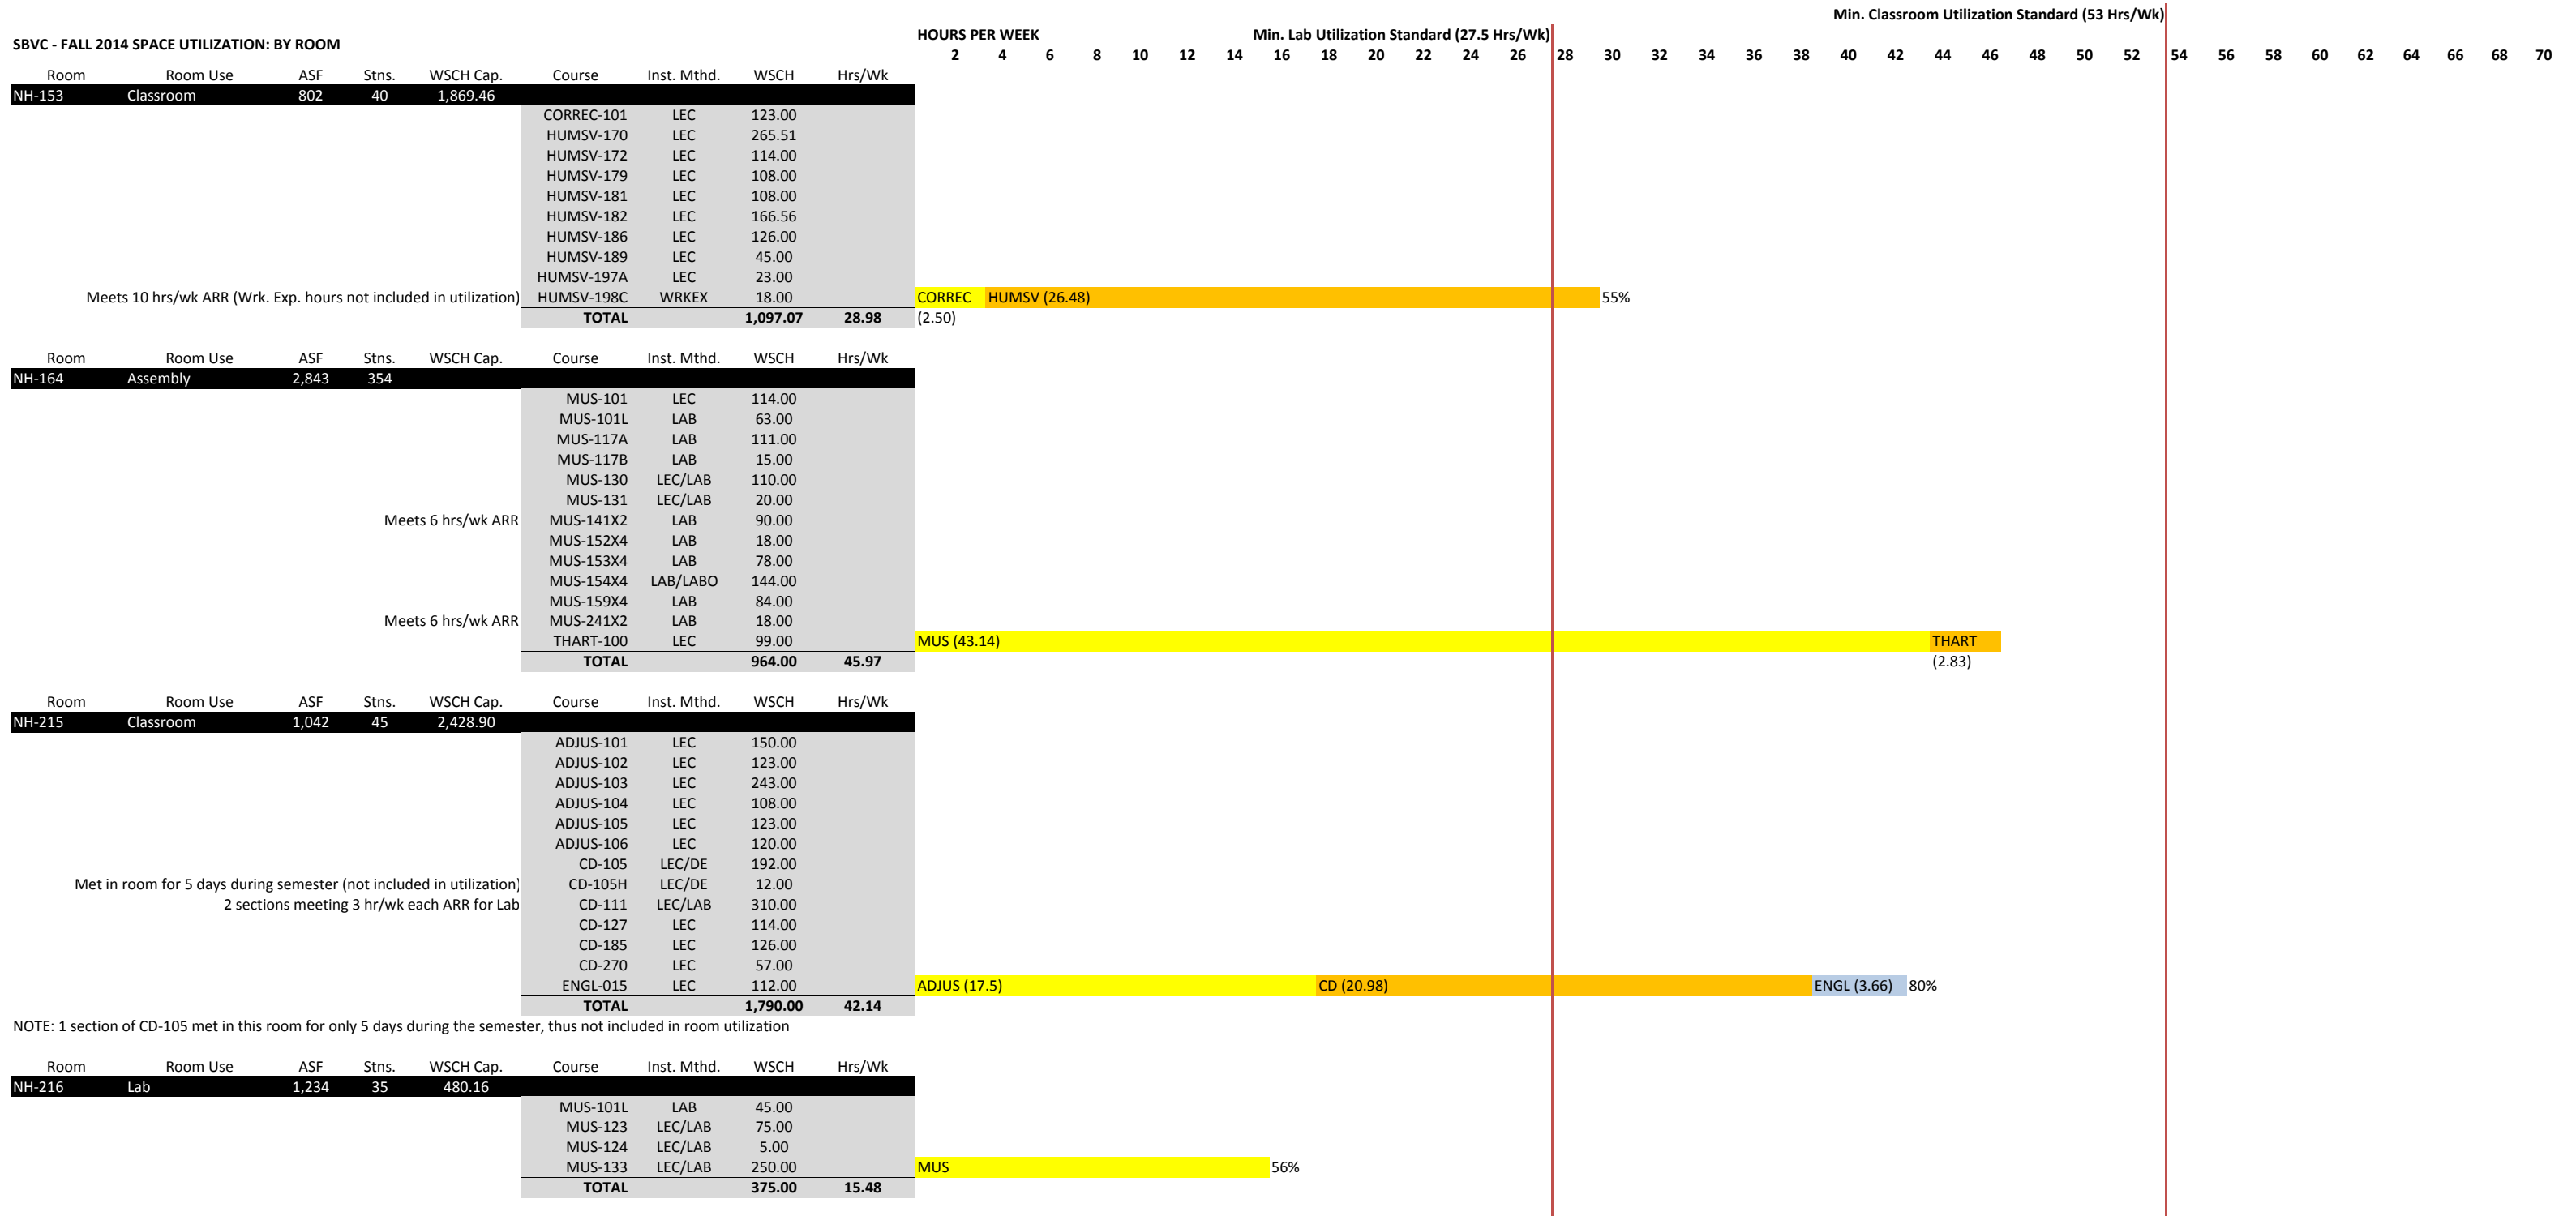 Min. Classroom Utilization Standard (53 Hrs/Wk)
HOURS PER WEEK Min. Lab Utilization Standard (27.5 Hrs/Wk)
SBVC - FALL 2014 SPACE UTILIZATION: BY ROOM
2 4 6 8 10 12 14 16 18 20 22 24 26 28 30 32 34 36 38 40 42 44 46 48 50 52 54 56 58 60 62 64 66 68 70
Room Room Use ASF Stns. WSCH Cap. Course Inst. Mthd. WSCH Hrs/Wk
NH-153 Classroom 802 40 1,869.46
CORREC-101 LEC 123.00
HUMSV-170 LEC 265.51
HUMSV-172 LEC 114.00
HUMSV-179 LEC 108.00
HUMSV-181 LEC 108.00
HUMSV-182 LEC 166.56
HUMSV-186 LEC 126.00
HUMSV-189 LEC 45.00
HUMSV-197A LEC 23.00
Meets 10 hrs/wk ARR (Wrk. Exp. hours not included in utilization) HUMSV-198C WRKEX 18.00 CORREC HUMSV (26.48) 55%
TOTAL 1,097.07 28.98 (2.50)
Room Room Use ASF Stns. WSCH Cap. Course Inst. Mthd. WSCH Hrs/Wk
NH-164 Assembly 2,843 354
MUS-101 LEC 114.00
MUS-101L LAB 63.00
MUS-117A LAB 111.00
MUS-117B LAB 15.00
MUS-130 LEC/LAB 110.00
MUS-131 LEC/LAB 20.00
Meets 6 hrs/wk ARR MUS-141X2 LAB 90.00
MUS-152X4 LAB 18.00
MUS-153X4 LAB 78.00
MUS-154X4 LAB/LABO 144.00
MUS-159X4 LAB 84.00
Meets 6 hrs/wk ARR MUS-241X2 LAB 18.00
THART-100 LEC 99.00 MUS (43.14) THART
TOTAL 964.00 45.97 (2.83)
Room Room Use ASF Stns. WSCH Cap. Course Inst. Mthd. WSCH Hrs/Wk
NH-215 Classroom 1,042 45 2,428.90
ADJUS-101 LEC 150.00
ADJUS-102 LEC 123.00
ADJUS-103 LEC 243.00
ADJUS-104 LEC 108.00
ADJUS-105 LEC 123.00
ADJUS-106 LEC 120.00
CD-105 LEC/DE 192.00
Met in room for 5 days during semester (not included in utilization) CD-105H LEC/DE 12.00
2 sections meeting 3 hr/wk each ARR for Lab CD-111 LEC/LAB 310.00
CD-127 LEC 114.00
CD-185 LEC 126.00
CD-270 LEC 57.00
ENGL-015 LEC 112.00 ADJUS (17.5) CD (20.98) ENGL (3.66) 80%
TOTAL 1,790.00 42.14
NOTE: 1 section of CD-105 met in this room for only 5 days during the semester, thus not included in room utilization
Room Room Use ASF Stns. WSCH Cap. Course Inst. Mthd. WSCH Hrs/Wk
NH-216 Lab 1,234 35 480.16
MUS-101L LAB 45.00
MUS-123 LEC/LAB 75.00
MUS-124 LEC/LAB 5.00
MUS-133 LEC/LAB 250.00 MUS 56%
TOTAL 375.00 15.48